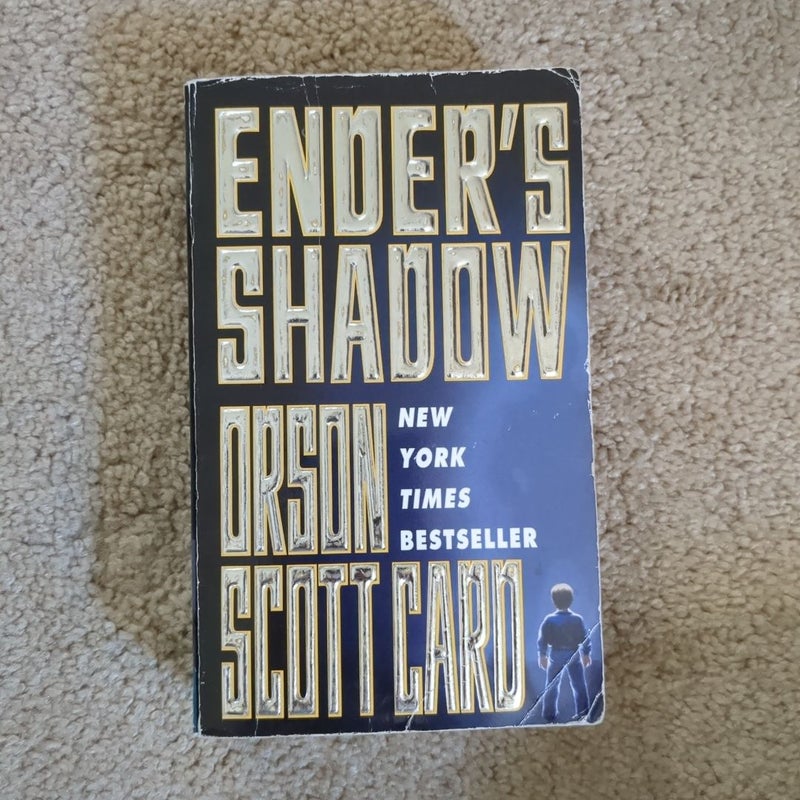 ENDER'S
SHADOW
ORSON
NEW
YORK
TIMES
BESTSELLER
SCOTT CARD